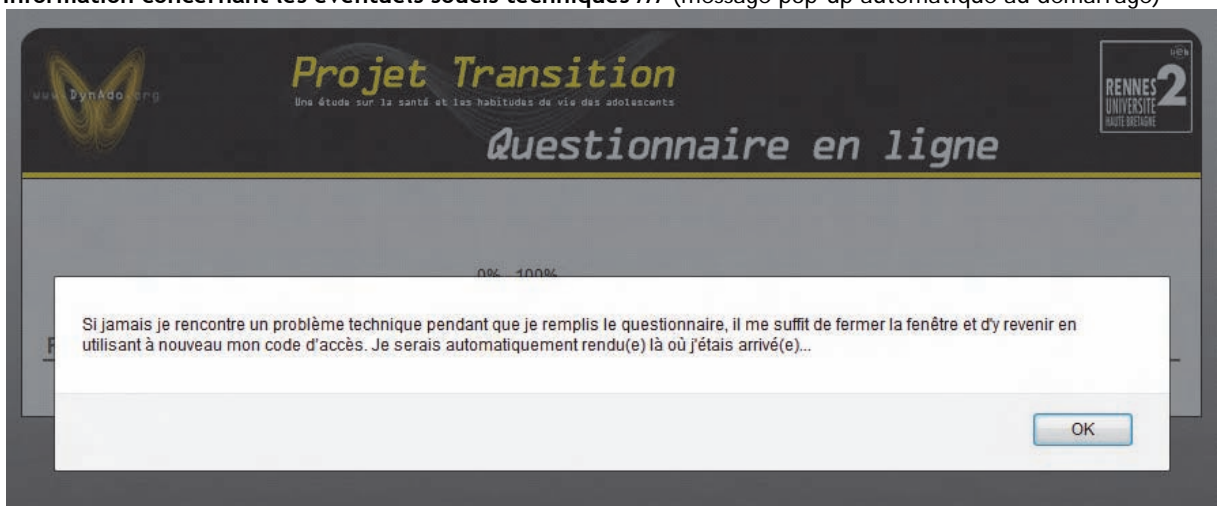 Information concernant les éventuels soucis techniques /// (message pop-up automatique au démarrage)
www.DynAdo.org
Projet Transition
Une étude sur la santé et les habitudes de vie des adolescents
Questionnaire en ligne
ueb
RENNES 2
UNIVERSITÉ
HAUTE BRETAGNE
0% 100%
Si jamais je rencontre un problème technique pendant que je remplis le questionnaire, il me suffit de fermer la fenêtre et d'y revenir en
utilisant à nouveau mon code d'accès. Je serais automatiquement rendu(e) là où j'étais arrivé(e)...
OK